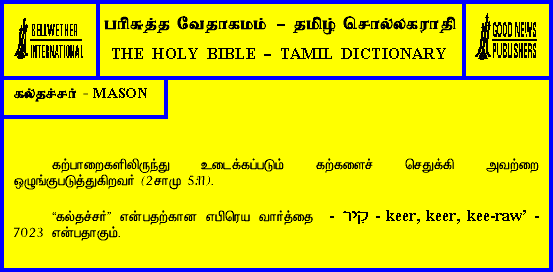 BELLWETHER
INTERNATIONAL
பரிசுத்த வேதாகமம் – தமிழ் சொல்லகராதி
THE HOLY BIBLE – TAMIL DICTIONARY
GOOD NEWS
PUBLISHERS
கல்தச்சர் - MASON
கற்பாறைகளிலிருந்து உடைக்கப்படும் கற்களைச் செதுக்கி அவற்றை
ஒழுங்குபடுத்துகிறவர் (2சாமு 5:11).
“கல்தச்சர்” என்பதற்கான எபிரெய வார்த்தை - קיר - keer, keer, kee-raw’ -
7023 என்பதாகும்.